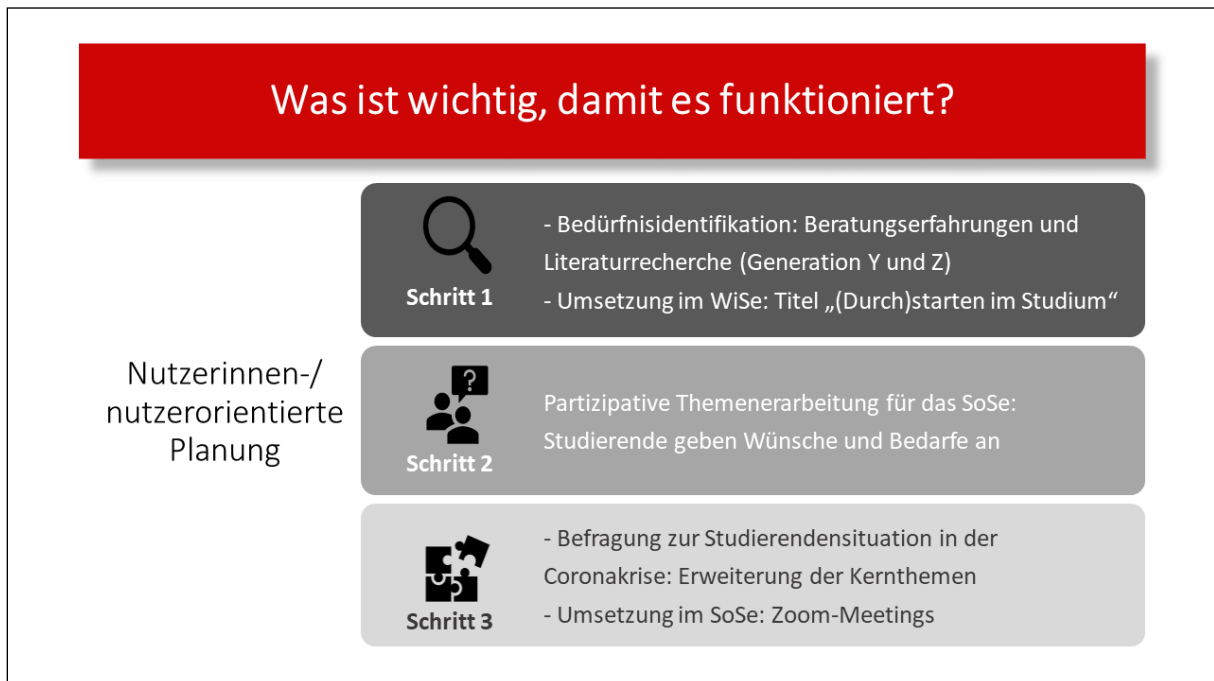 Was ist wichtig, damit es funktioniert?
Nutzerinnen-/
nutzerorientierte
Planung
Schritt 1
- Bedürfnisidentifikation: Beratungserfahrungen und
Literaturrecherche (Generation Y und Z)
- Umsetzung im WiSe: Titel „(Durch)starten im Studium“
?
Schritt 2
Partizipative Themenerarbeitung für das SoSe:
Studierende geben Wünsche und Bedarfe an
Schritt 3
- Befragung zur Studierendensituation in der
Coronakrise: Erweiterung der Kernthemen
- Umsetzung im SoSe: Zoom-Meetings